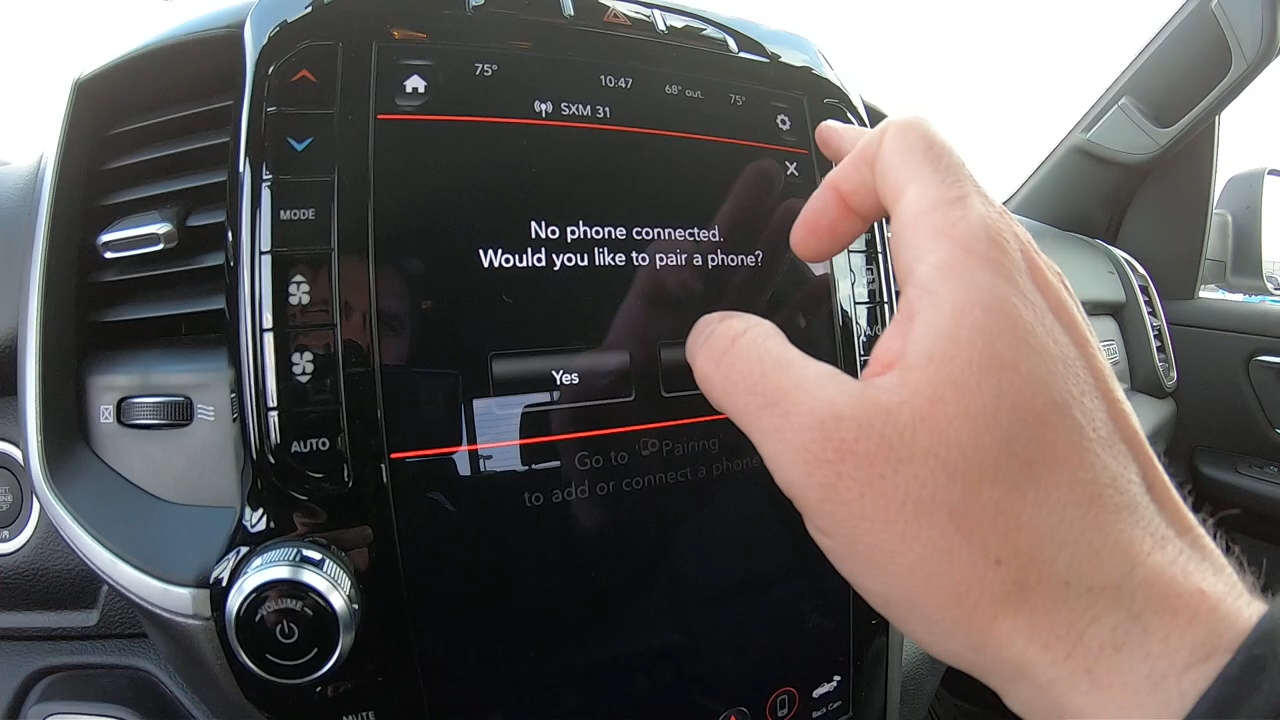 75°
10:47
68° out
75°
SXM 31
X
No phone connected.
Would you like to pair a phone?
Yes
Go to ' Pairing'
to add or connect a phone
MODE
AUTO
VOLUME
MUTE
A/C
Back Cam